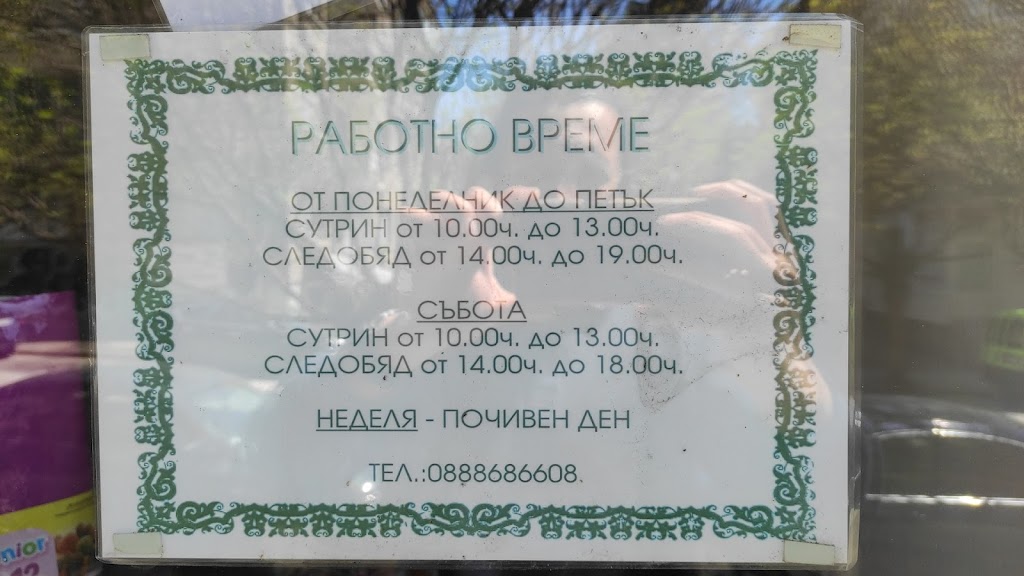 РАБОТНО ВРЕМЕ
ОТ ПОНЕДЕЛНИК ДО ПЕТЪК
СУТРИН от 10.00ч. до 13.00ч.
СЛЕДОБЯД от 14.00ч. до 19.00ч.
СЪБОТА
СУТРИН от 10.00ч. до 13.00ч.
СЛЕДОБЯД от 14.00ч. до 18.00ч.
НЕДЕЛЯ - ПОЧИВЕН ДЕН
ТЕЛ.:0888686608
nior
12